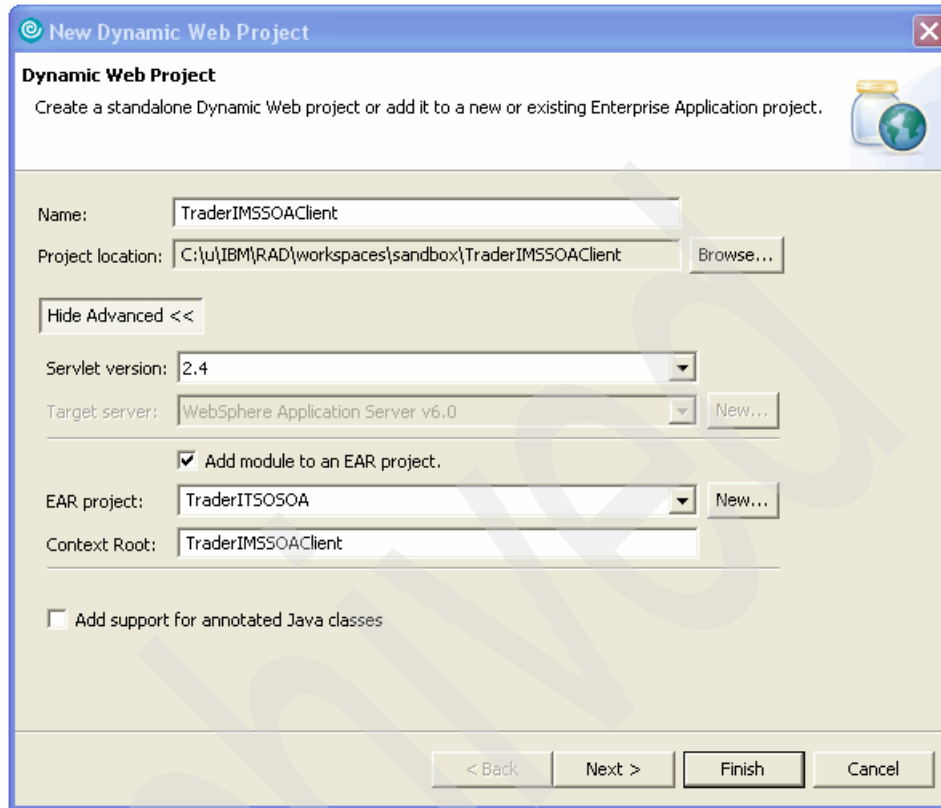 New Dynamic Web Project
Dynamic Web Project
Create a standalone Dynamic Web project or add it to a new or existing Enterprise Application project.
Name: TraderIMSSOAClient
Project location: C:\u\IBM\RAD\workspaces\sandbox\TraderIMSSOAClient Browse...
Hide Advanced <<
Servlet version: 2.4
Target server: WebSphere Application Server v6.0 New...
Add module to an EAR project.
EAR project: TraderITSOSOA New...
Context Root: TraderIMSSOAClient
Add support for annotated Java classes
< Back Next > Finish Cancel